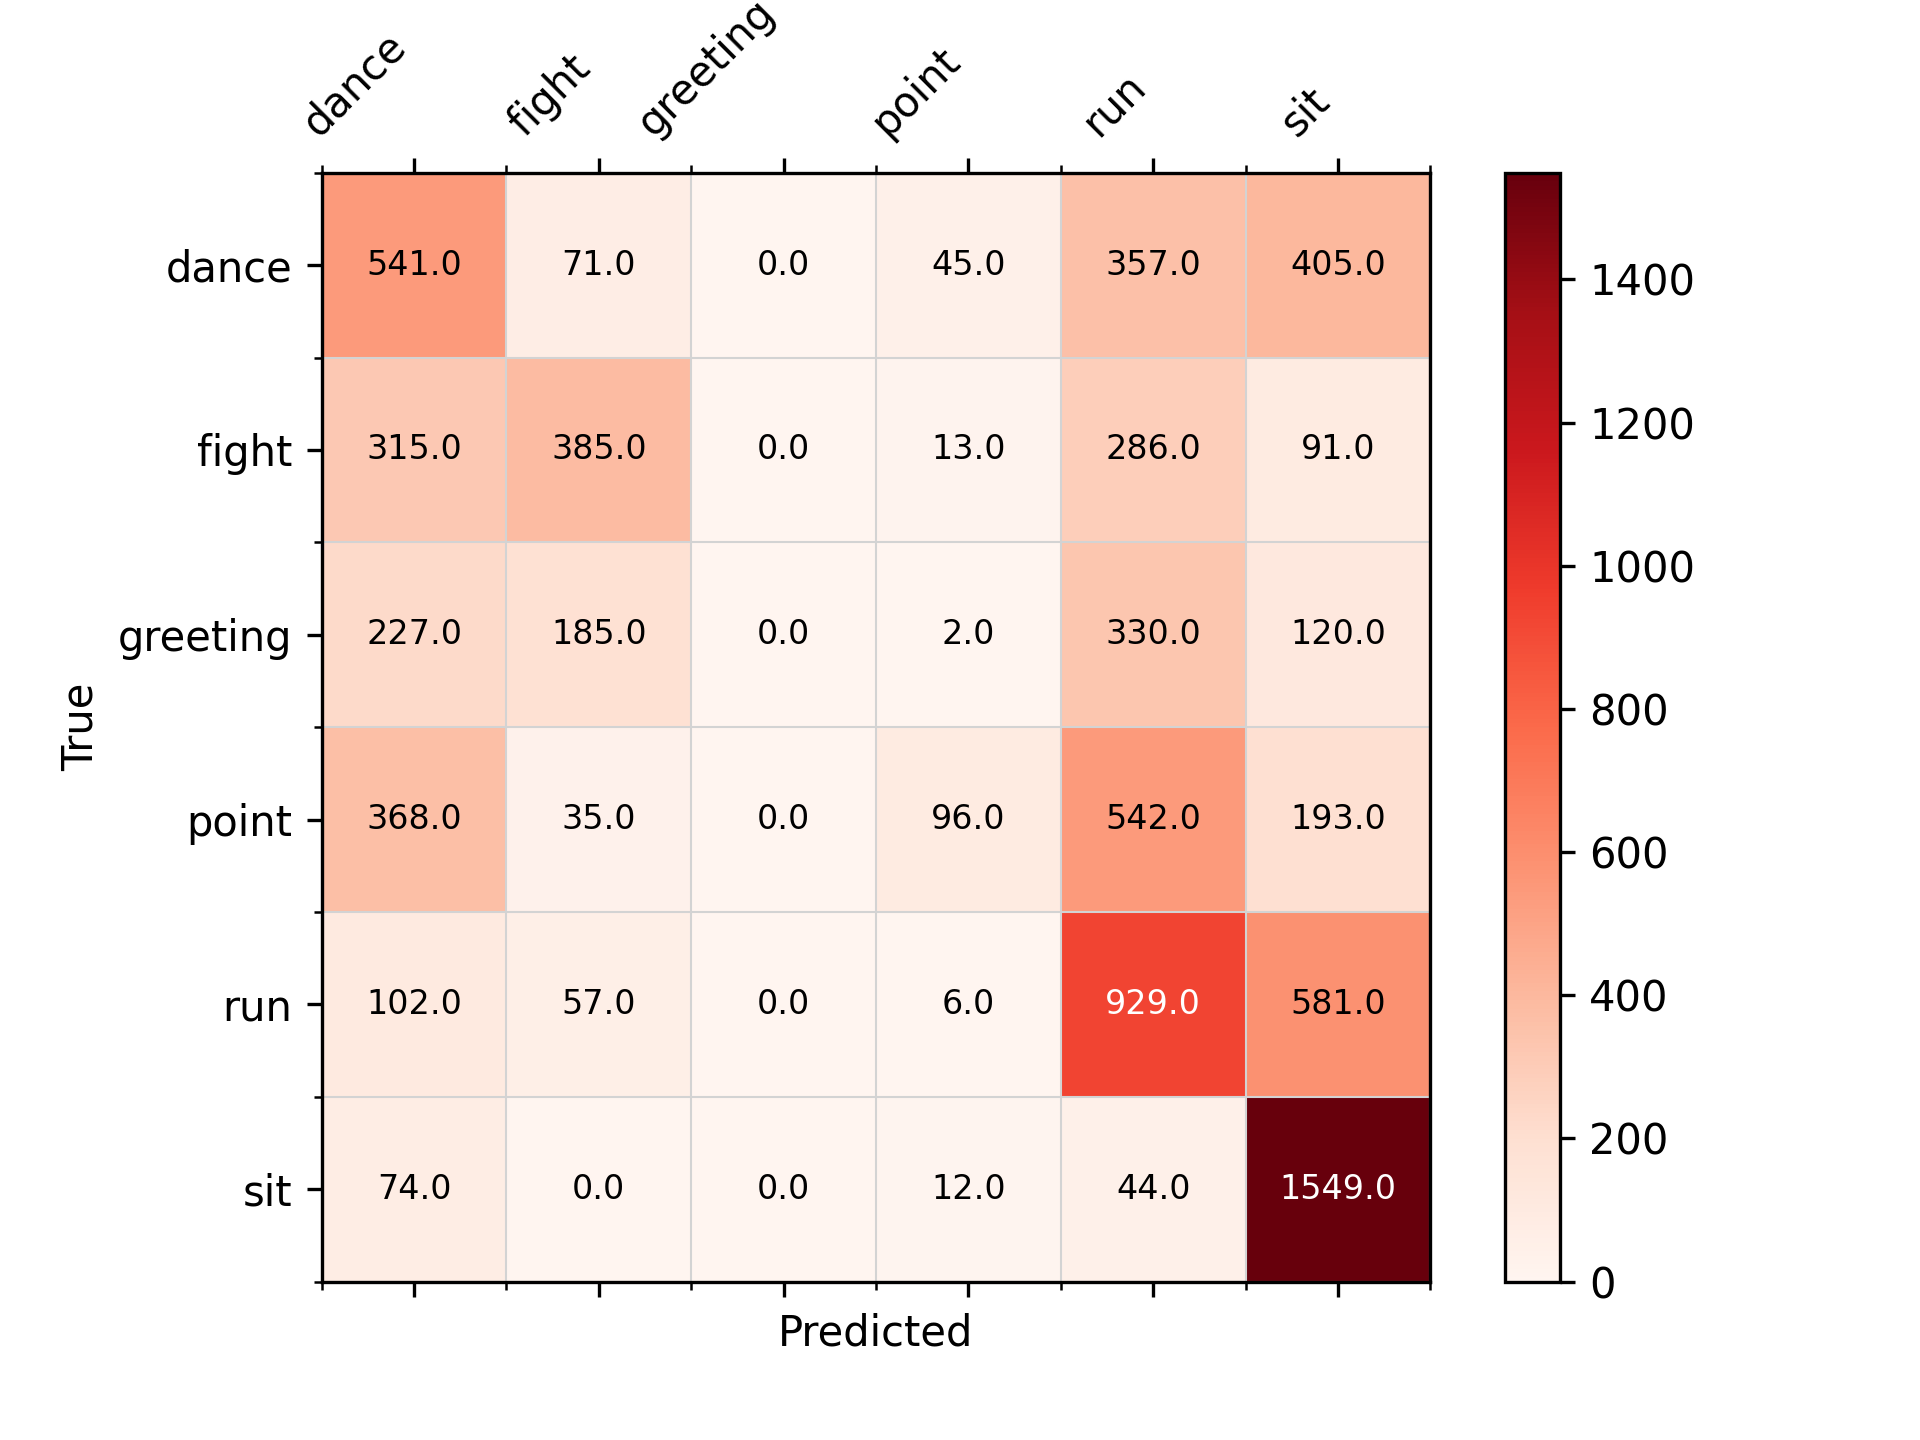 dance fight greeting point run sit
dance 541.0 71.0 0.0 45.0 357.0 405.0
fight 315.0 385.0 0.0 13.0 286.0 91.0
greeting 227.0 185.0 0.0 2.0 330.0 120.0
point 368.0 35.0 0.0 96.0 542.0 193.0
run 102.0 57.0 0.0 6.0 929.0 581.0
sit 74.0 0.0 0.0 12.0 44.0 1549.0
True
Predicted
1400
1200
1000
800
600
400
200
0